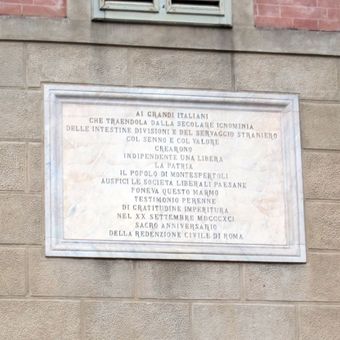 AI GRANDI ITALIANI
CHE TRAENDOLA DALLA SECOLARE IGNOMINIA
DELLE INTESTINE DIVISIONI E DEL SERVAGGIO STRANIERO
COL SENNO E COL VALORE
CREARONO
INDIPENDENTE UNA LIBERA
LA PATRIA
IL POPOLO DI MONTESPERTOLI
AUSPICI LE SOCIETÀ LIBERALI PAESANE
PONEVA QUESTO MARMO
TESTIMONIO PERENNE
DI GRATITUDINE IMPERITURA
NEL XX SETTEMBRE MDCCCXCI
SACRO ANNIVERSARIO
DELLA REDENZIONE CIVILE DI ROMA